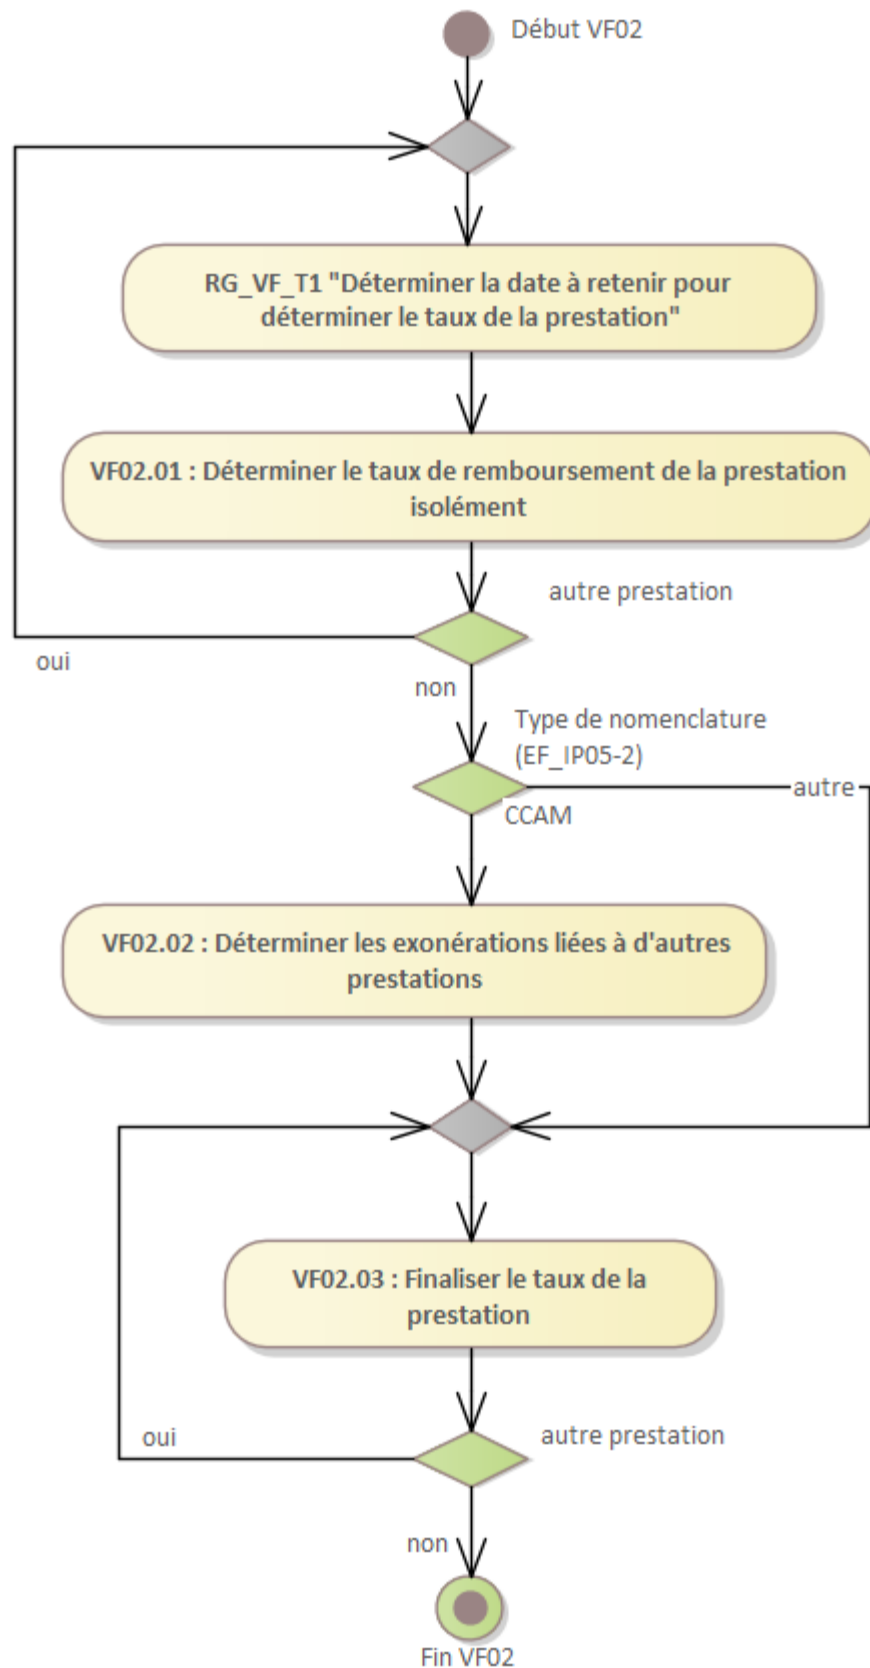 Début VF02
RG_VF_T1 "Déterminer la date à retenir pour
déterminer le taux de la prestation"
VF02.01 : Déterminer le taux de remboursement de la prestation
isolément
autre prestation
oui
non
Type de nomenclature
(EF_IP05-2)
autre
CCAM
VF02.02 : Déterminer les exonérations liées à d'autres
prestations
VF02.03 : Finaliser le taux de la
prestation
autre prestation
oui
non
Fin VF02